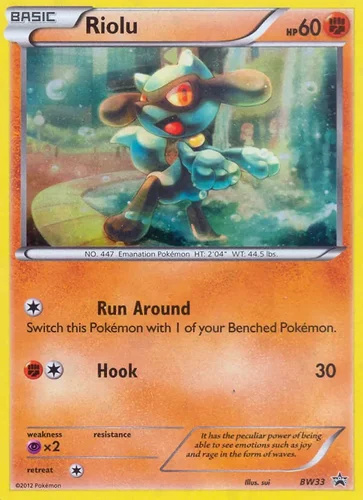 BASIC
Riolu
HP60
NO. 447 Emanation Pokémon HT: 2'04" WT: 44.5 lbs.
Run Around
Switch this Pokémon with 1 of your Benched Pokémon.
Hook 30
weakness resistance
×2
It has the peculiar power of being
able to see emotions such as joy
and rage in the form of waves.
retreat
©2012 Pokémon
Illus. sui
BW33